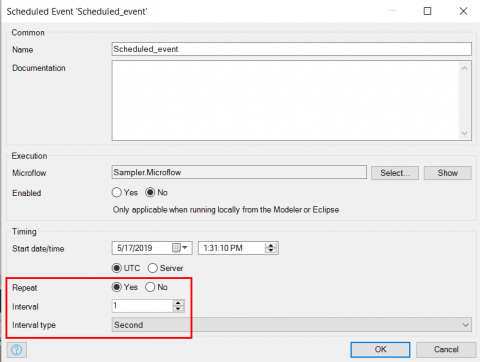 Scheduled Event 'Scheduled_event'
Common
Name
Scheduled_event
Documentation
Execution
Microflow
Sampler.Microflow
Select...
Show
Enabled
Yes
No
Only applicable when running locally from the Modeler or Eclipse
Timing
Start date/time
5/17/2019
1:31:10 PM
UTC
Server
Repeat
Yes
No
Interval
1
Interval type
Second
?
OK
Cancel